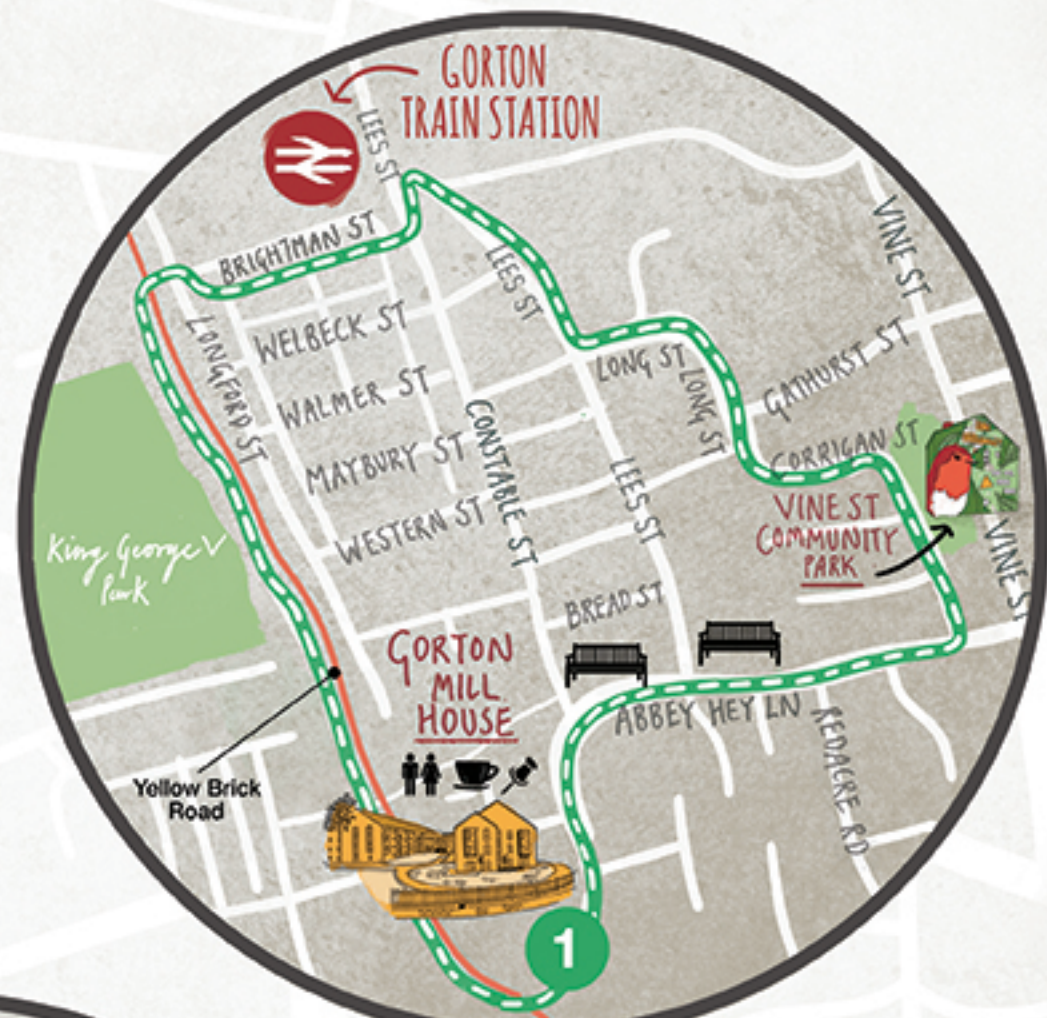 GORTON
TRAIN STATION
LEES ST
BRIGHTMAN ST
VINE ST
LEES ST
LONGFORD ST
WELBECK ST
LONG ST
LONG ST
GATHURST ST
WALMER ST
CONSTABLE ST
CORRIGAN ST
MAYBURY ST
LEES ST
VINE ST
COMMUNITY
PARK
WESTERN ST
VINE ST
King George V
Park
BREAD ST
GORTON
MILL
HOUSE
ABBEY HEY LN
REDACRE RD
Yellow Brick
Road
1